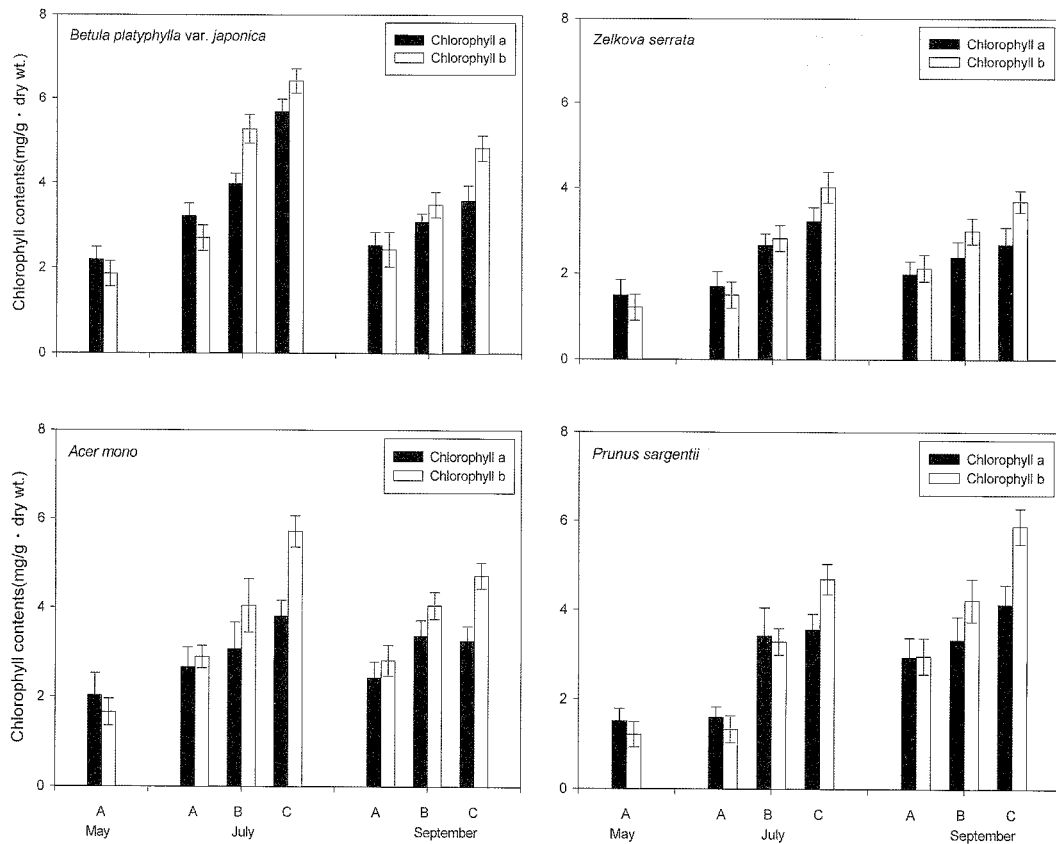 Betula platyphylla var. japonica
Chlorophyll a
Chlorophyll b
Chlorophyll contents(mg/g · dry wt.)
8
6
4
2
0
Zelkova serrata
Chlorophyll a
Chlorophyll b
8
6
4
2
0
Acer mono
Chlorophyll a
Chlorophyll b
Chlorophyll contents(mg/g · dry wt.)
8
6
4
2
0
A A B C A B C
May July September
Prunus sargentii
Chlorophyll a
Chlorophyll b
8
6
4
2
0
A A B C A B C
May July September